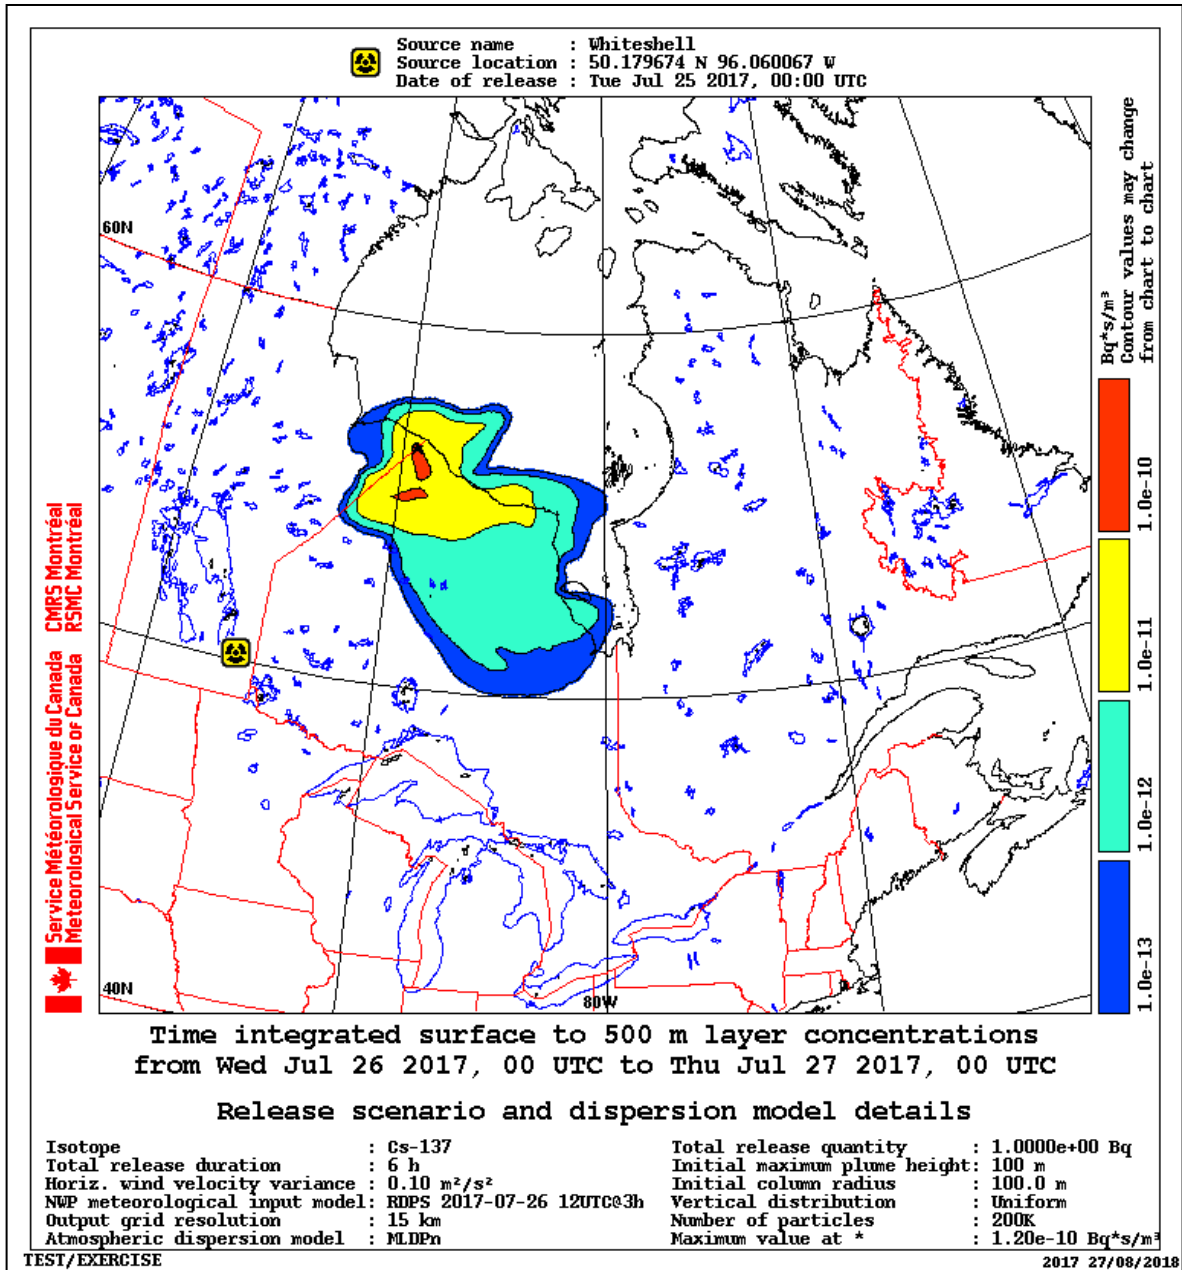 Source name : Whiteshell
Source location : 50.179674 N 96.060067 W
Date of release : Tue Jul 25 2017, 00:00 UTC
60N
40N
80W
Bq*s/m³
Contour values may change
from chart to chart
1.0e-10
1.0e-11
1.0e-12
1.0e-13
Service Météorologique du Canada CMRS Montréal
Meteorological Service of Canada RSMC Montréal
Time integrated surface to 500 m layer concentrations
from Wed Jul 26 2017, 00 UTC to Thu Jul 27 2017, 00 UTC
Release scenario and dispersion model details
Isotope : Cs-137
Total release duration : 6 h
Horiz. wind velocity variance : 0.10 m²/s²
NWP meteorological input model: RDPS 2017-07-26 12UTC@3h
Output grid resolution : 15 km
Atmospheric dispersion model : MLDPn
Total release quantity : 1.0000e+00 Bq
Initial maximum plume height: 100 m
Initial column radius : 100.0 m
Vertical distribution : Uniform
Number of particles : 200K
Maximum value at * : 1.20e-10 Bq*s/m³
TEST/EXERCISE
2017 27/08/2018